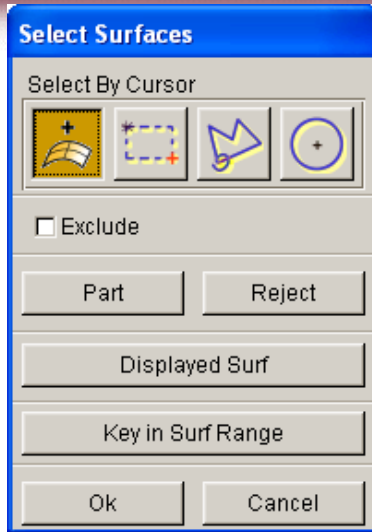 Select Surfaces
Select By Cursor
Exclude
Part Reject
Displayed Surf
Key in Surf Range
Ok Cancel